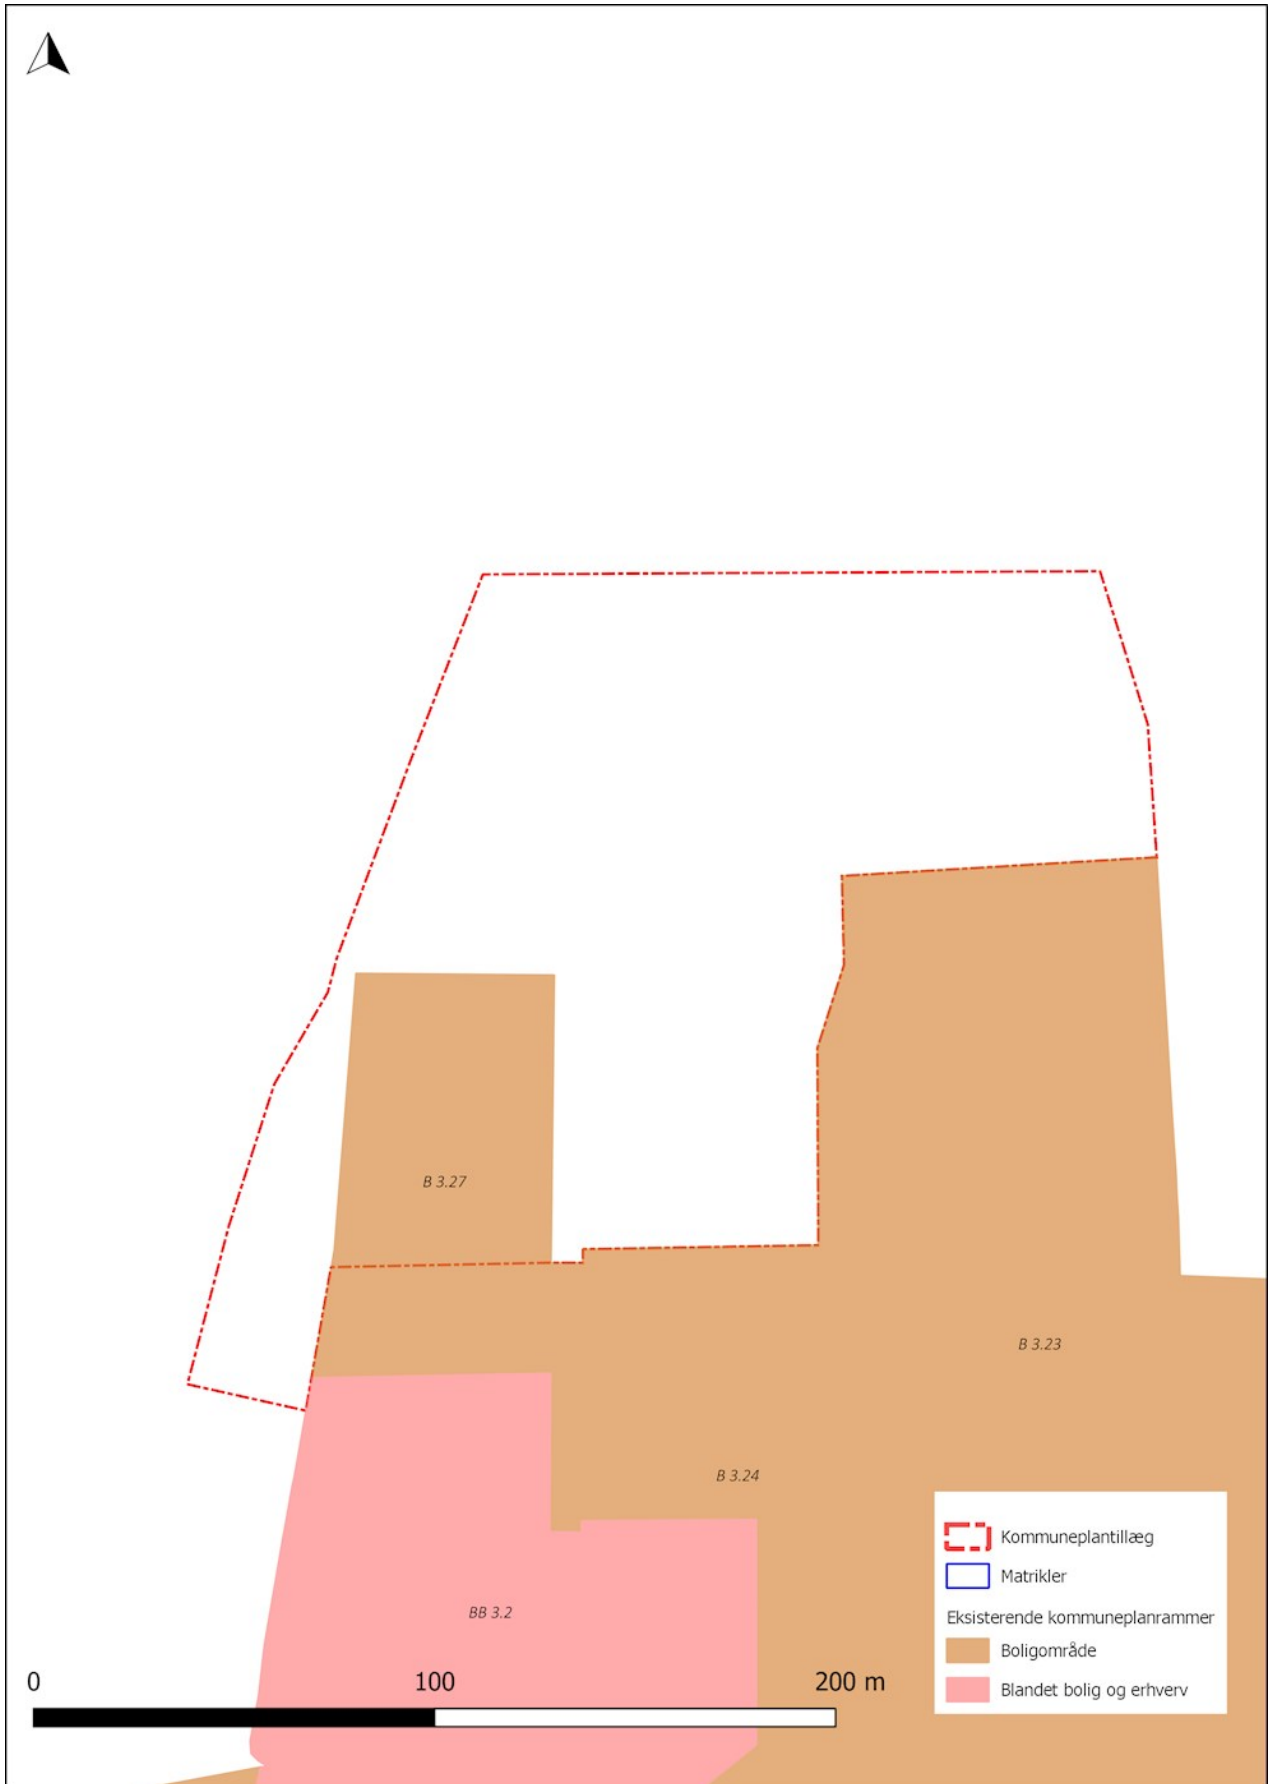 B 3.27
B 3.23
B 3.24
BB 3.2
Kommuneplantillæg
Matrikler
Eksisterende kommuneplanrammer
Boligområde
Blandet bolig og erhverv
0 100 200 m